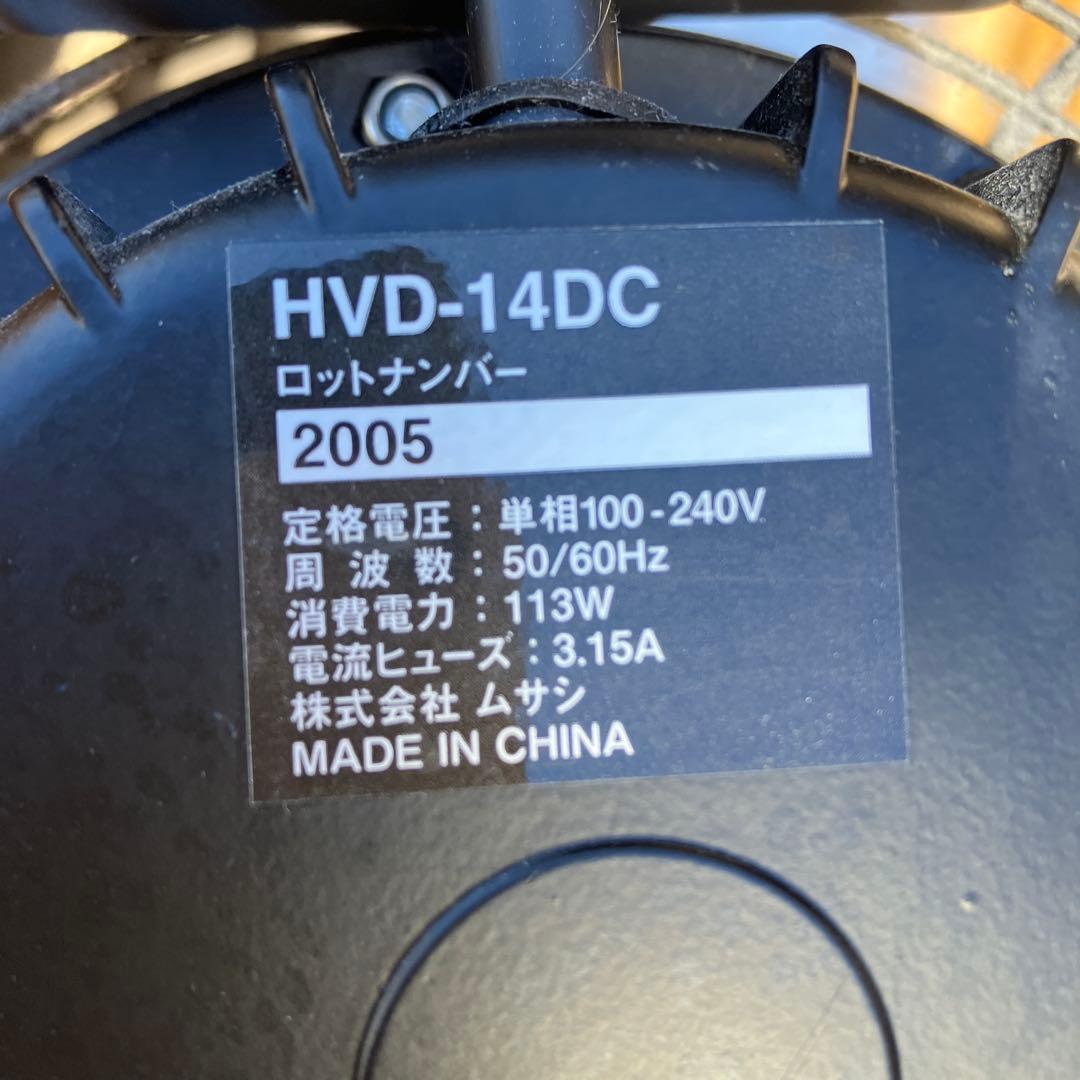 HVD-14DC
ロットナンバー
2005
定格電圧：単相100-240V
周 波 数：50/60Hz
消費電力：113W
電流ヒューズ：3.15A
株式会社 ムサシ
MADE IN CHINA